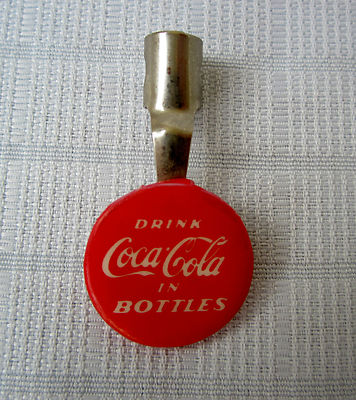 DRINK
Coca-Cola
IN
BOTTLES